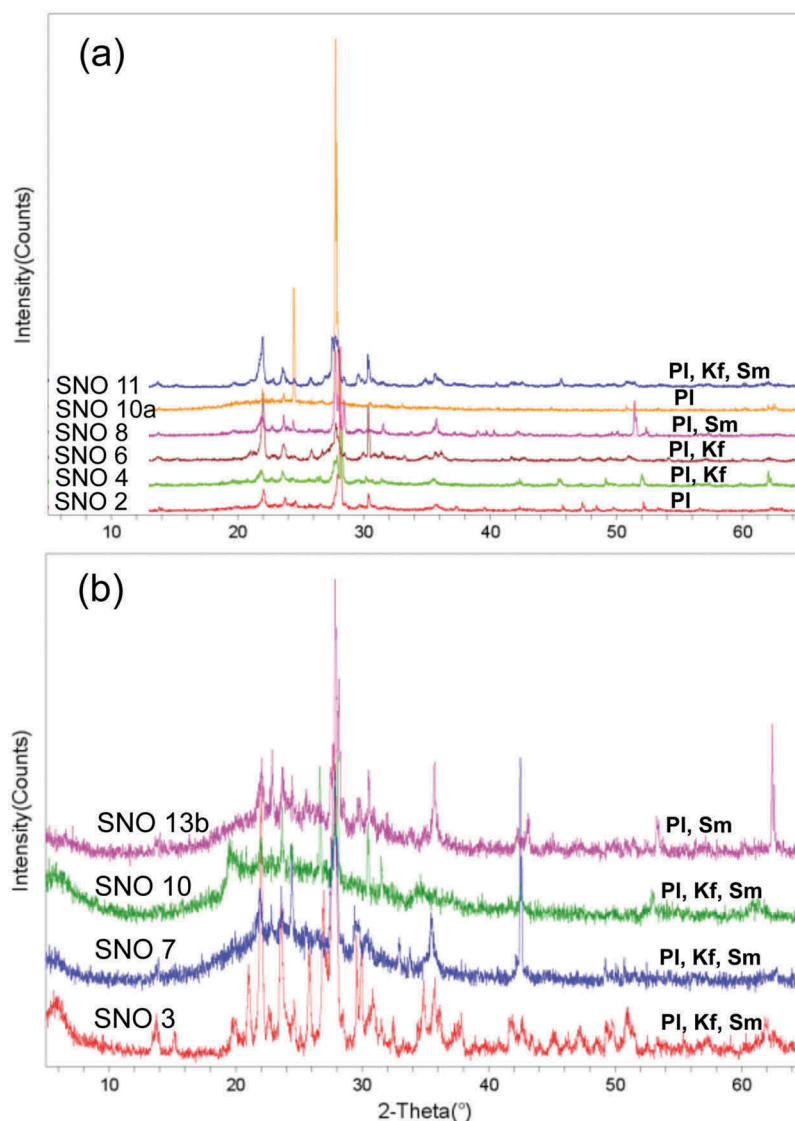 (a)
Intensity(Counts)
SNO 11 Pl, Kf, Sm
SNO 10a Pl
SNO 8 Pl, Sm
SNO 6 Pl, Kf
SNO 4 Pl, Kf
SNO 2 Pl
10 20 30 40 50 60
(b)
Intensity(Counts)
SNO 13b Pl, Sm
SNO 10 Pl, Kf, Sm
SNO 7 Pl, Kf, Sm
SNO 3 Pl, Kf, Sm
10 20 30 40 50 60
2-Theta(°)